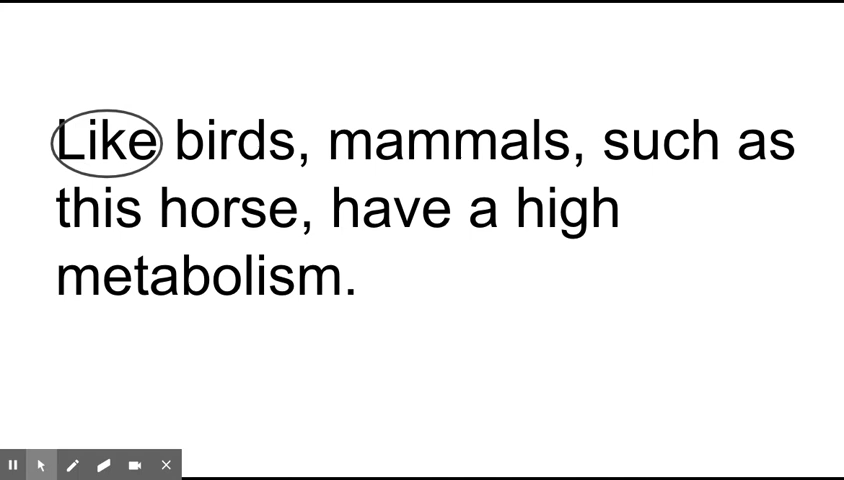 Like birds, mammals, such as
this horse, have a high
metabolism.